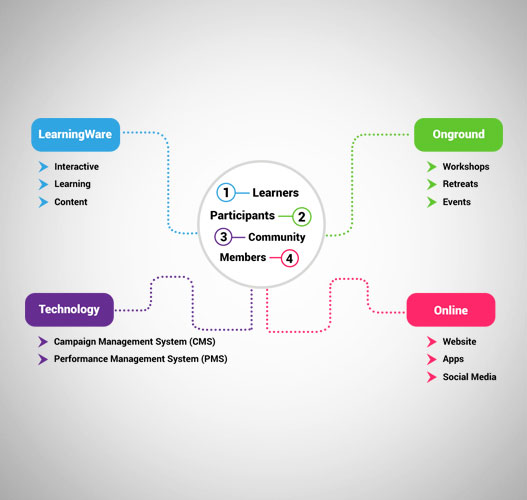 LearningWare
Interactive
Learning
Content
1 Learners
Participants 2
3 Community
Members 4
Onground
Workshops
Retreats
Events
Technology
Campaign Management System (CMS)
Performance Management System (PMS)
Online
Website
Apps
Social Media